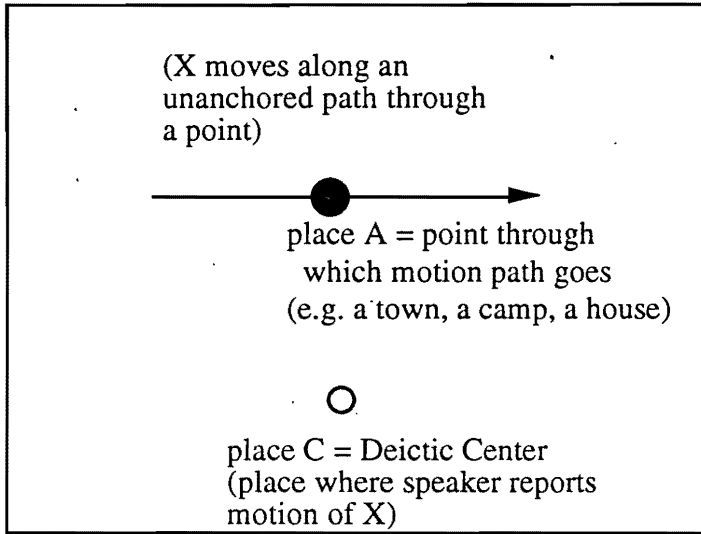 (X moves along an
unanchored path through
a point)
place A = point through
which motion path goes
(e.g. a town, a camp, a house)
place C = Deictic Center
(place where speaker reports
motion of X)